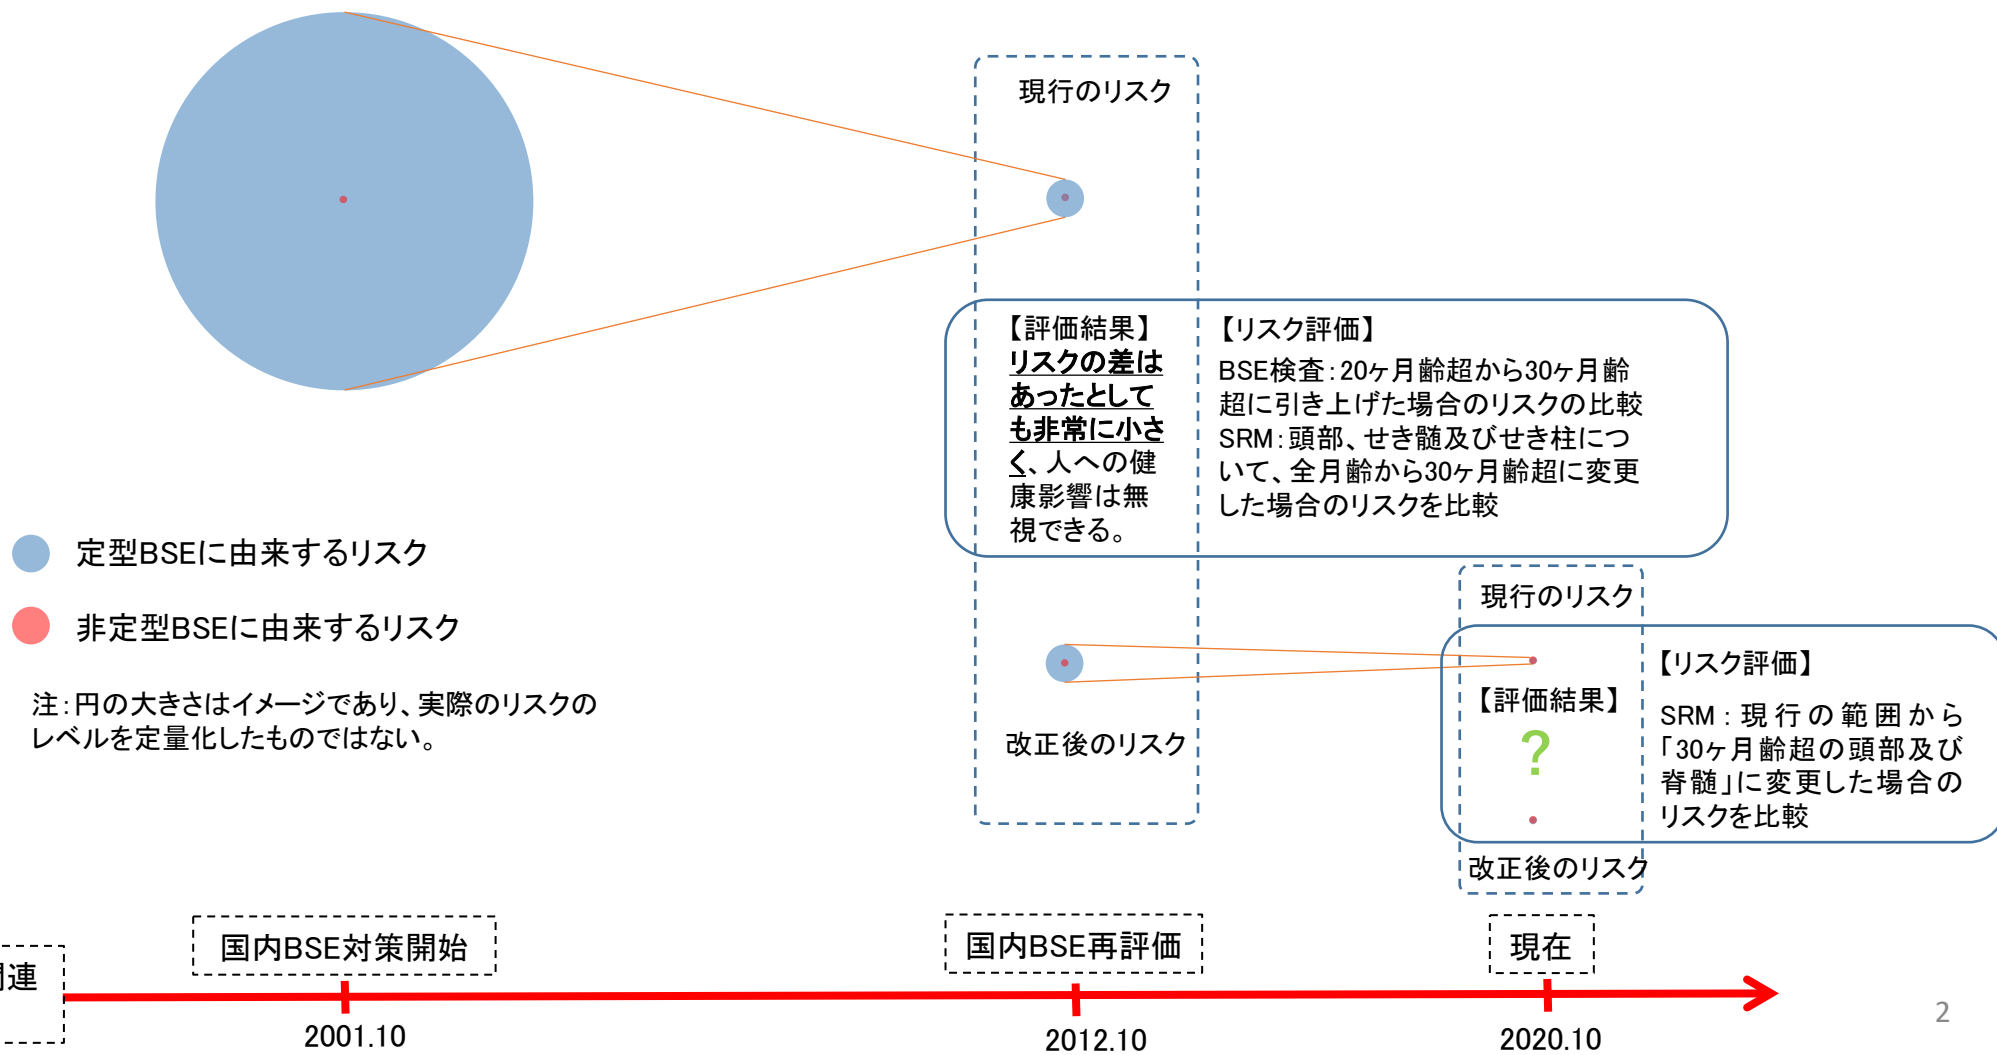 現行のリスク
【評価結果】
リスクの差は
あったとして
も非常に小さ
く、人への健
康影響は無
視できる。
【リスク評価】
BSE検査：20ヶ月齢超から30ヶ月齢
超に引き上げた場合のリスクの比較
SRM：頭部、せき髄及びせき柱につ
いて、全月齢から30ヶ月齢超に変更
した場合のリスクを比較
定型BSEに由来するリスク
非定型BSEに由来するリスク
注：円の大きさはイメージであり、実際のリスクの
レベルを定量化したものではない。
改正後のリスク
現行のリスク
【評価結果】
？
改正後のリスク
【リスク評価】
SRM：現行の範囲から
「30ヶ月齢超の頭部及び
脊髄」に変更した場合の
リスクを比較
国内BSE対策開始
国内BSE再評価
現在
連
2001.10
2012.10
2020.10
2